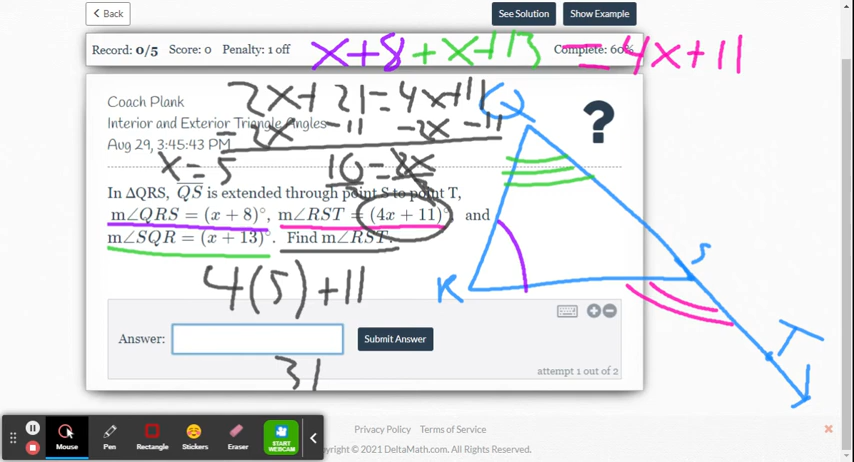 Back
See Solution
Show Example
Record: 0/5 Score: 0 Penalty: 1 off
Complete: 60%
x+8 + x+13 = 4x+11
2x+21=4x+11
-2x -11 -2x -11
10 = 2x
x=5
Coach Plank
Interior and Exterior Triangle Angles
Aug 29, 3:45:43 PM
?
In ΔQRS, Q̅S̅ is extended through point S to point T,
m∠QRS = (x + 8)°, m∠RST = (4x + 11)°, and
m∠SQR = (x + 13)°. Find m∠RST.
4(5)+11
31
Q
R
S
T
Answer:
Submit Answer
attempt 1 out of 2
Privacy Policy
Terms of Service
pyright © 2021 DeltaMath.com. All Rights Reserved.
Mouse
Pen
Rectangle
Stickers
Eraser
START
WEBCAM